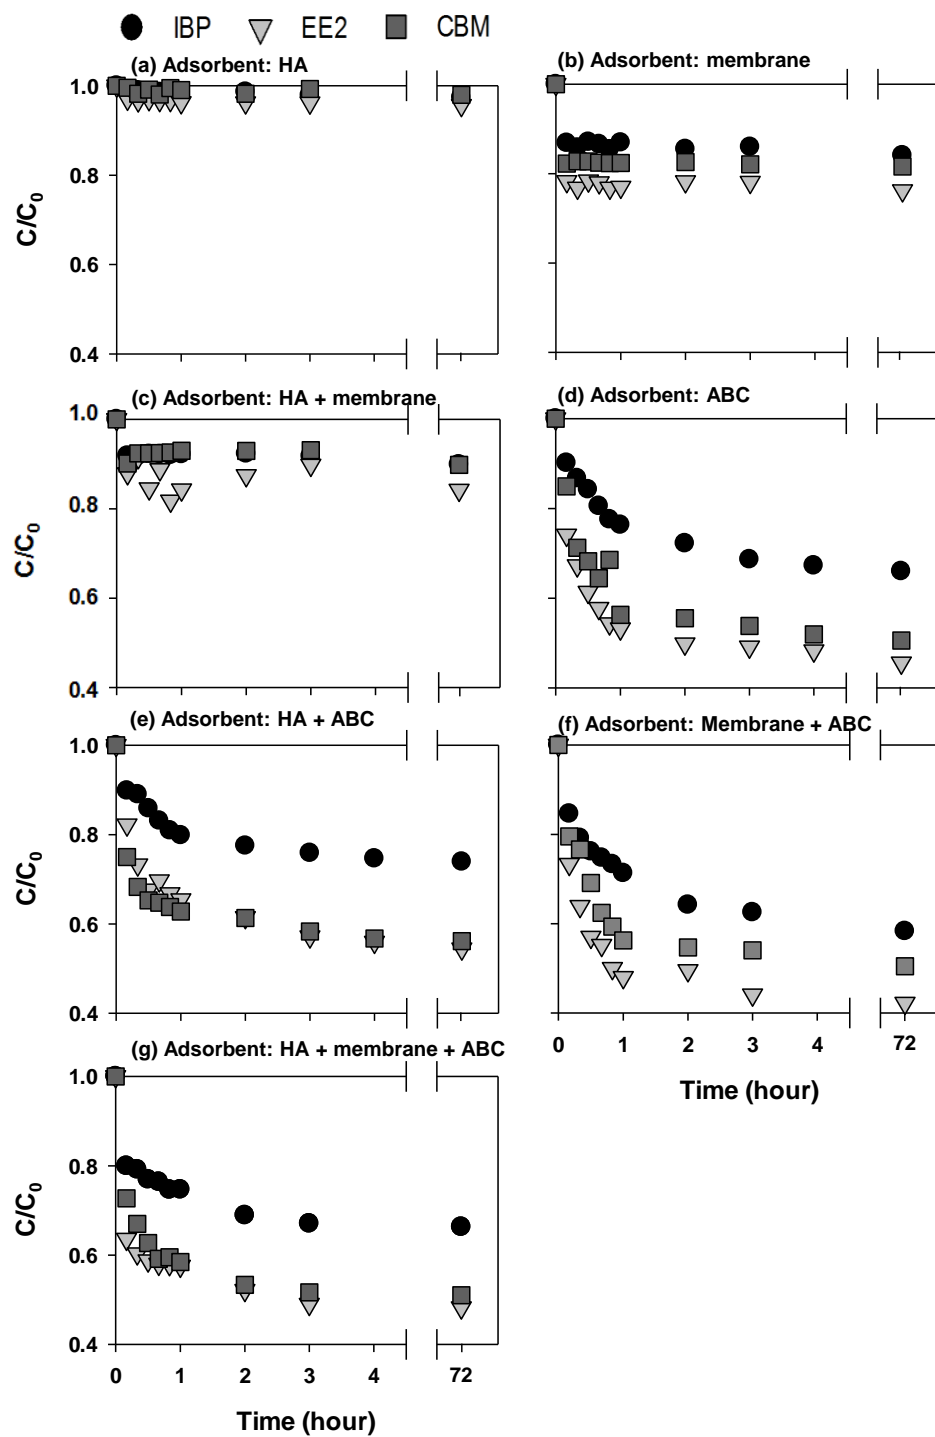 IBP EE2 CBM
(a) Adsorbent: HA
1.0
0.8
0.6
0.4
C/C0
(b) Adsorbent: membrane
(c) Adsorbent: HA + membrane
1.0
0.8
0.6
0.4
C/C0
(d) Adsorbent: ABC
(e) Adsorbent: HA + ABC
1.0
0.8
0.6
0.4
C/C0
(f) Adsorbent: Membrane + ABC
0 1 2 3 4 72
Time (hour)
(g) Adsorbent: HA + membrane + ABC
1.0
0.8
0.6
0.4
C/C0
0 1 2 3 4 72
Time (hour)